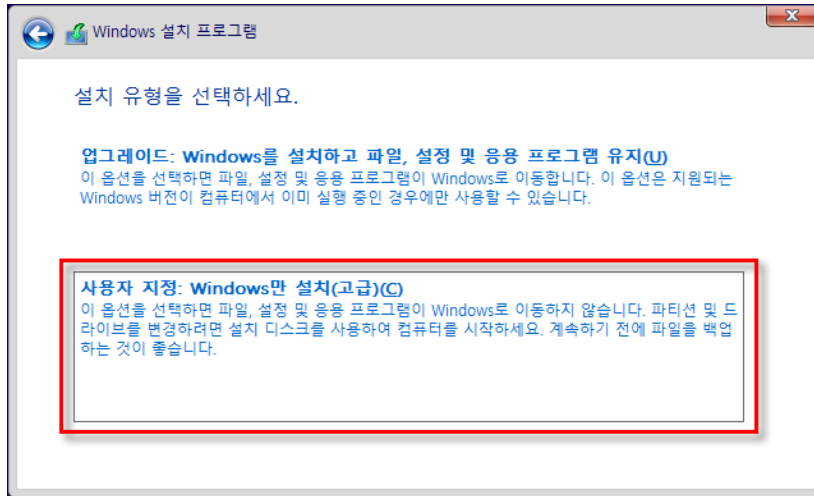 Windows 설치 프로그램
설치 유형을 선택하세요.
업그레이드: Windows를 설치하고 파일, 설정 및 응용 프로그램 유지(U)
이 옵션을 선택하면 파일, 설정 및 응용 프로그램이 Windows로 이동합니다. 이 옵션은 지원되는
Windows 버전이 컴퓨터에서 이미 실행 중인 경우에만 사용할 수 있습니다.
사용자 지정: Windows만 설치(고급)(C)
이 옵션을 선택하면 파일, 설정 및 응용 프로그램이 Windows로 이동하지 않습니다. 파티션 및 드
라이브를 변경하려면 설치 디스크를 사용하여 컴퓨터를 시작하세요. 계속하기 전에 파일을 백업
하는 것이 좋습니다.